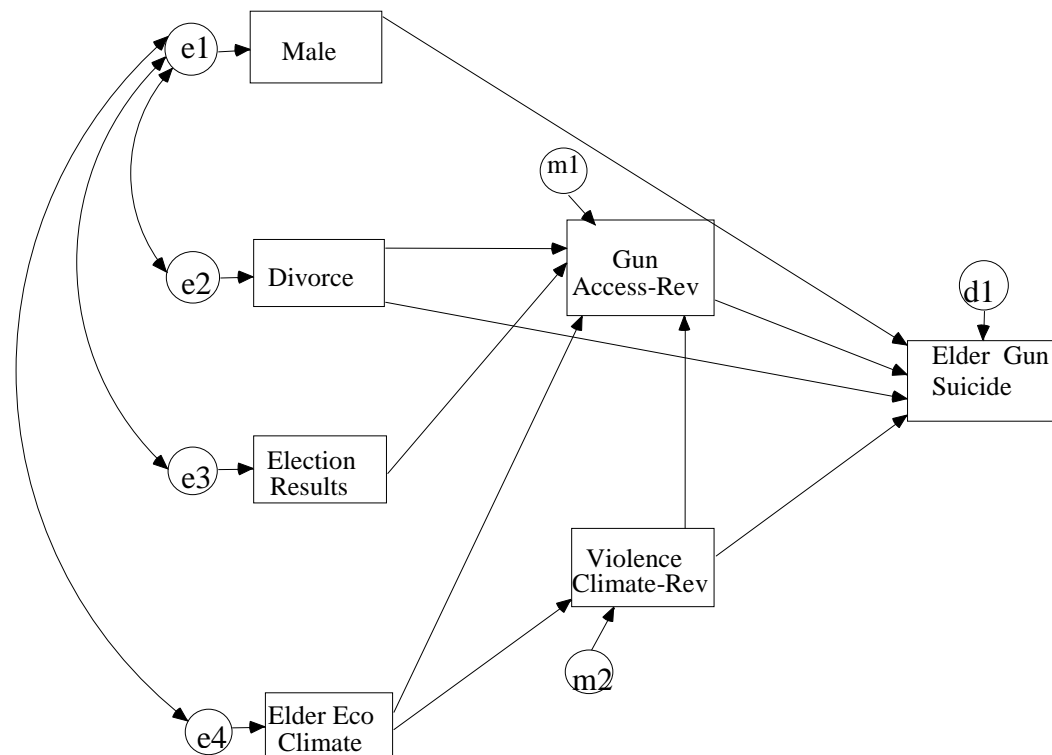 e1
Male
m1
e2
Divorce
Gun
Access-Rev
d1
Elder Gun
Suicide
e3
Election
Results
Violence
Climate-Rev
m2
e4
Elder Eco
Climate